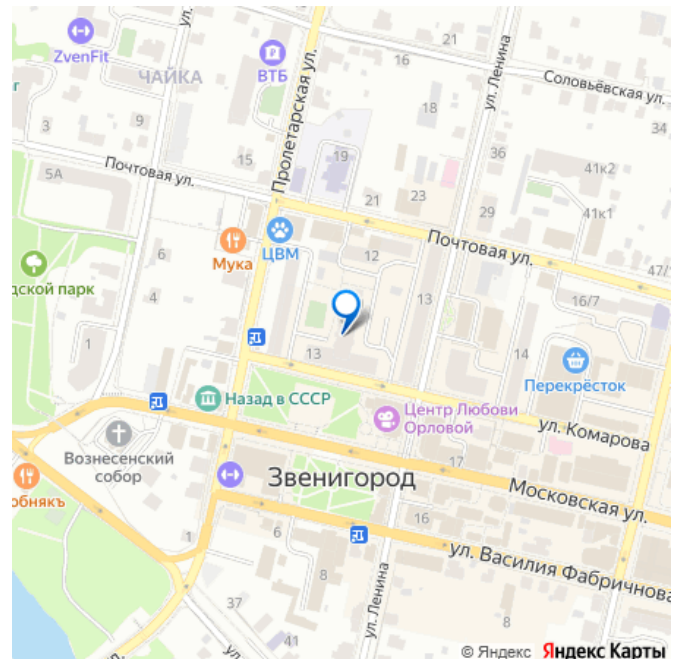 ZvenFit
ЧАЙКА
ВТБ
Пролетарская ул.
ул.
21
16
ул. Ленина
Соловьёвская ул.
34
18
3
9
15
19
36
41к2
Почтовая ул.
5А
21
23
29
41к1
ЦВМ
Мука
12
Почтовая ул.
47/
6
дской парк
4
13
16/7
1
13
14
Перекрёсток
Назад в СССР
Центр Любови
Орловой
ул. Комарова
Вознесенский
собор
17
Звенигород
Московская ул.
обнякъ
16
6
1
8
ул. Василия Фабричнова
37
ул. Ленина
8
41
© Яндекс Яндекс Карты